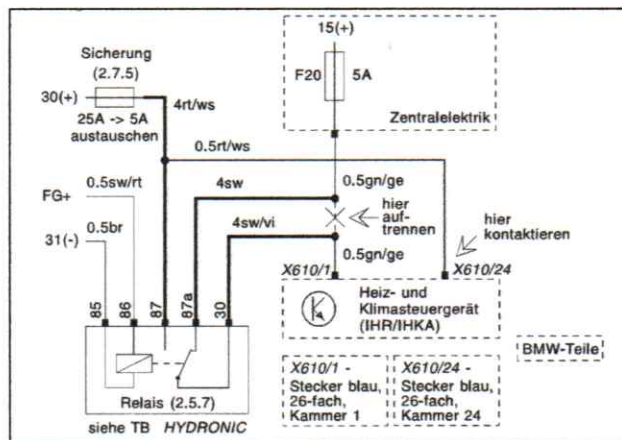 15(+)
Sicherung
(2.7.5)
F20
5A
30(+)
4rt/ws
Zentralelektrik
25A -> 5A
austauschen
0.5rt/ws
0.5sw/rt
FG+
4sw
0.5gn/ge
hier
auf-
trennen
hier
kontaktieren
0.5br
31(-)
4sw/vi
0.5gn/ge
X610/1
X610/24
85
86
87
87a
30
Heiz- und
Klimasteuergerät
(IHR/IHKA)
BMW-Teile
X610/1 -
Stecker blau,
26-fach,
Kammer 1
X610/24 -
Stecker blau,
26-fach,
Kammer 24
Relais (2.5.7)
siehe TB HYDRONIC